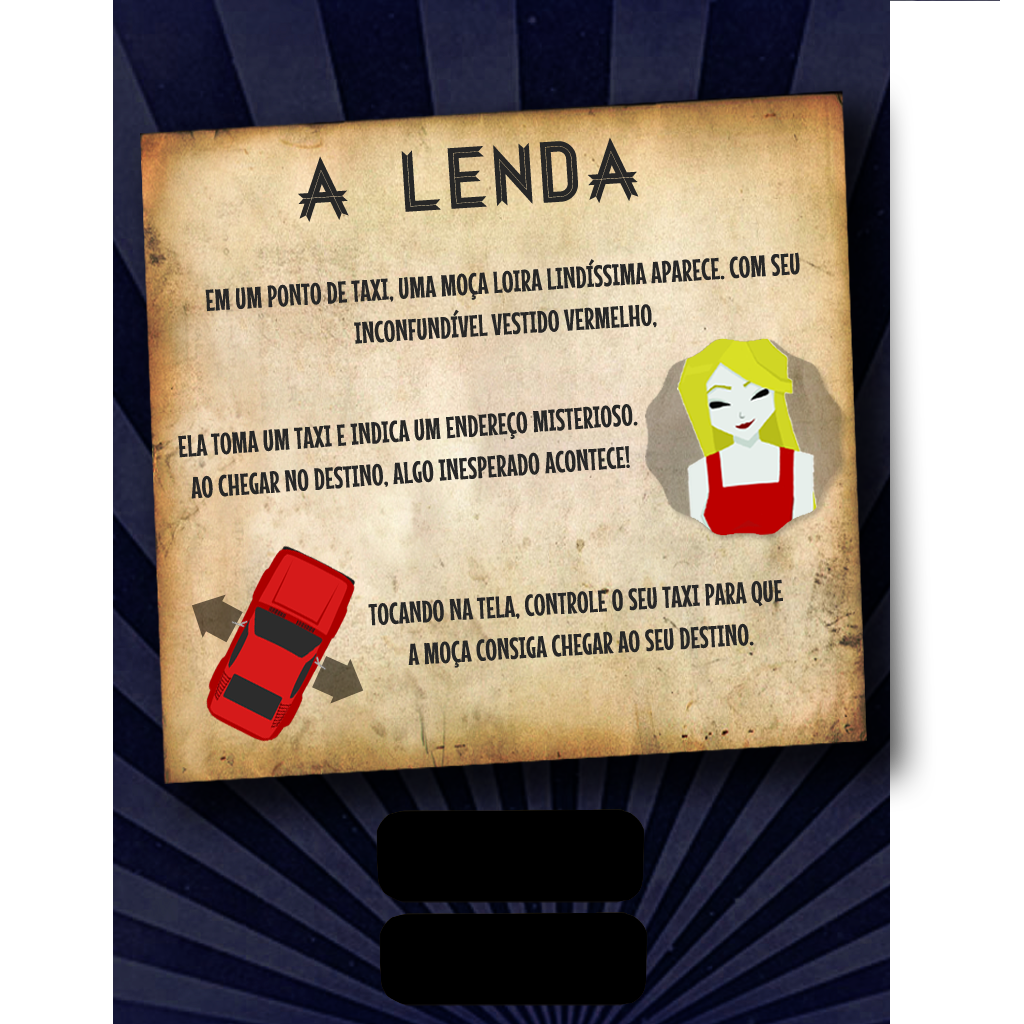 A LENDA
EM UM PONTO DE TAXI, UMA MOÇA LOIRA LINDÍSSIMA APARECE. COM SEU
INCONFUNDÍVEL VESTIDO VERMELHO,
ELA TOMA UM TAXI E INDICA UM ENDEREÇO MISTERIOSO.
AO CHEGAR NO DESTINO, ALGO INESPERADO ACONTECE!
TOCANDO NA TELA, CONTROLE O SEU TAXI PARA QUE
A MOÇA CONSIGA CHEGAR AO SEU DESTINO.